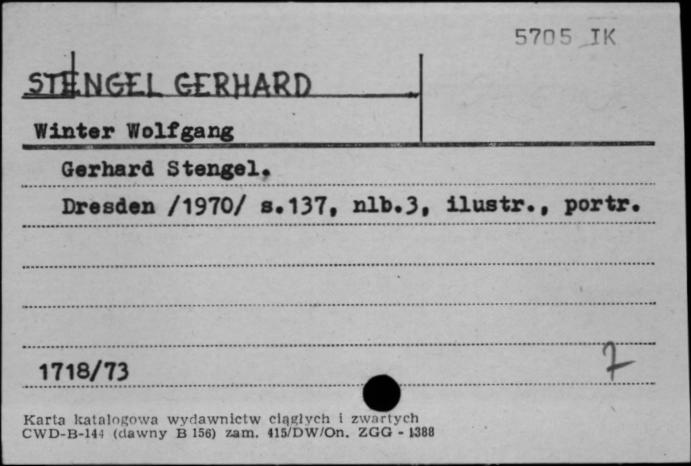 5705 IK
STENGEL GERHARD
Winter Wolfgang
Gerhard Stengel.
Dresden /1970/ s.137, nlb.3, ilustr., portr.
1718/73
7
Karta katalogowa wydawnictw ciągłych i zwartych
CWD-B-144 (dawny B 156) zam. 415/DW/On. ZGG - 1388